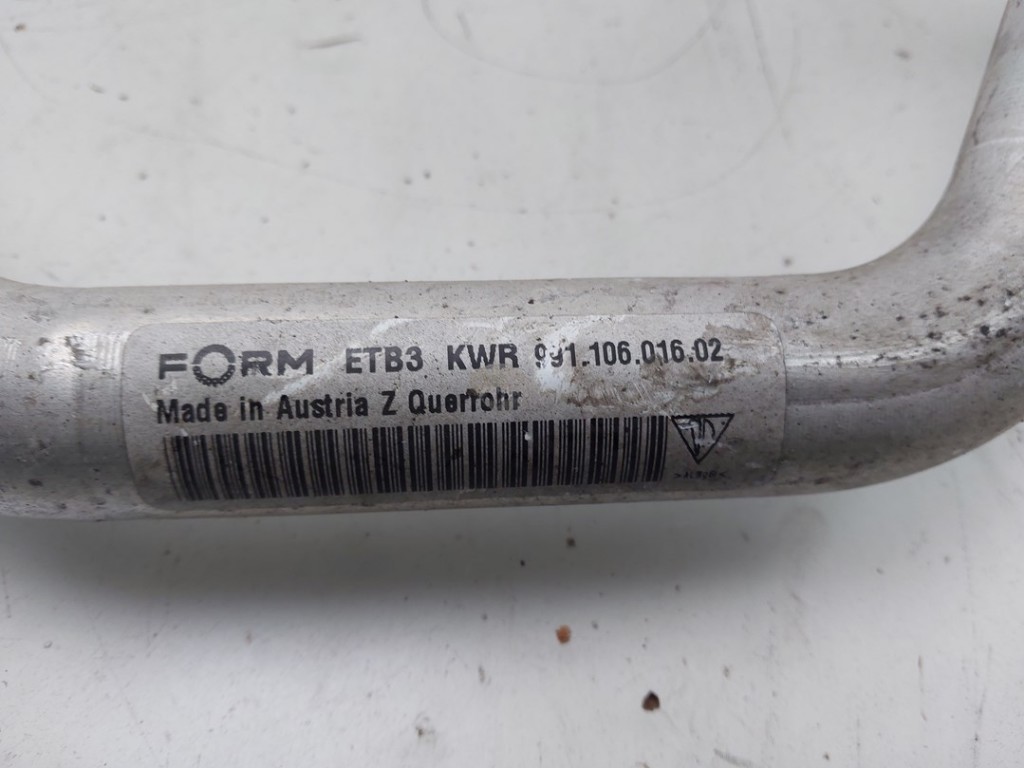 FORM ETB3 KWR 991.106.016.02
Made in Austria Z Querrohr